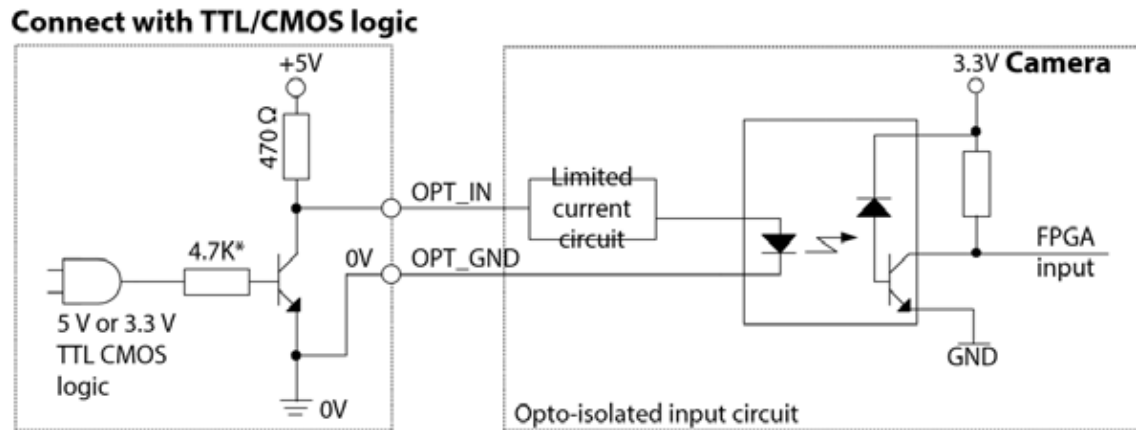 Connect with TTL/CMOS logic
+5V
470 Ω
4.7K*
5 V or 3.3 V
TTL CMOS
logic
0V
0V
OPT_IN
OPT_GND
Limited
current
circuit
3.3V
Camera
FPGA
input
GND
Opto-isolated input circuit